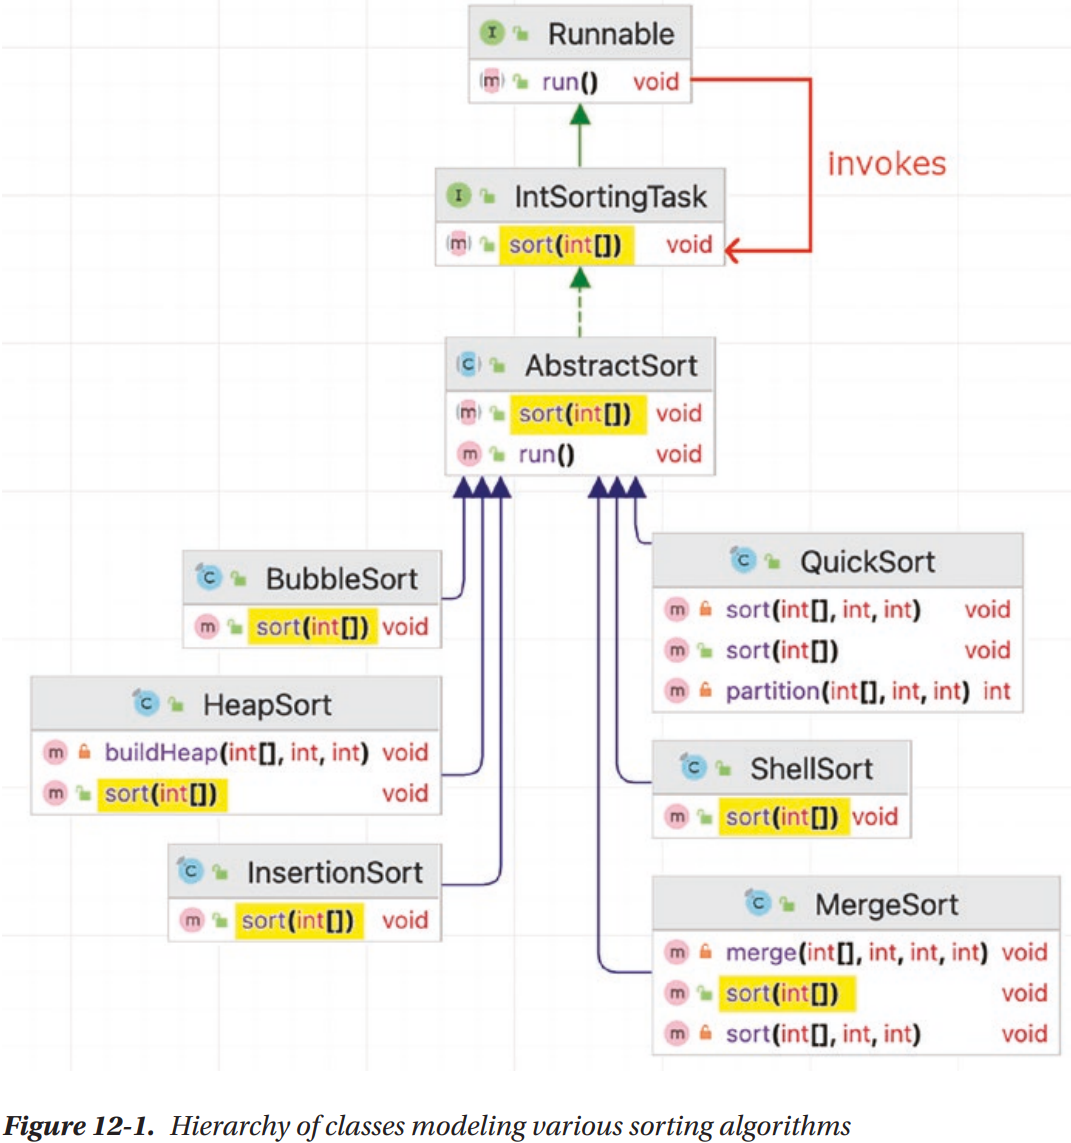 I Runnable
m run() void
invokes
I IntSortingTask
m sort(int[]) void
C AbstractSort
m sort(int[]) void
m run() void
C BubbleSort
m sort(int[]) void
C HeapSort
m buildHeap(int[], int, int) void
m sort(int[]) void
C InsertionSort
m sort(int[]) void
C QuickSort
m sort(int[], int, int) void
m sort(int[]) void
m partition(int[], int, int) int
C ShellSort
m sort(int[]) void
C MergeSort
m merge(int[], int, int, int) void
m sort(int[]) void
m sort(int[], int, int) void
Figure 12-1. Hierarchy of classes modeling various sorting algorithms